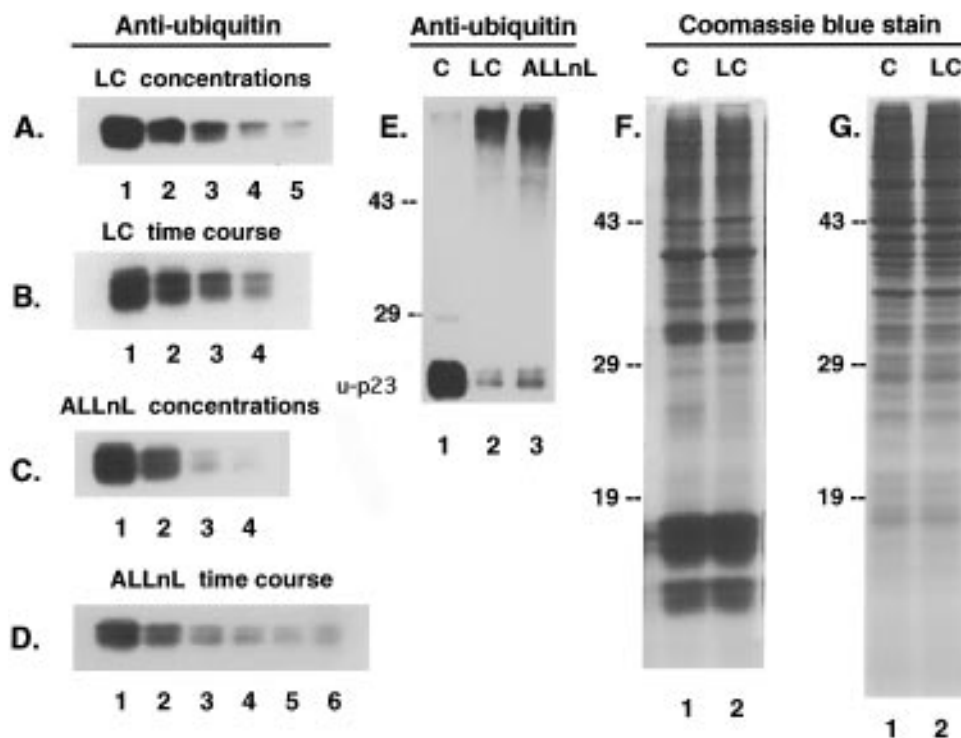 Anti-ubiquitin
LC concentrations
A.
1 2 3 4 5
LC time course
B.
1 2 3 4
ALLnL concentrations
C.
1 2 3 4
ALLnL time course
D.
1 2 3 4 5 6
Anti-ubiquitin
C LC ALLnL
E.
43 --
29 --
u-p23
1 2 3
Coomassie blue stain
C LC
F.
43 --
29 --
19 --
1 2
C LC
G.
43 --
29 --
19 --
1 2